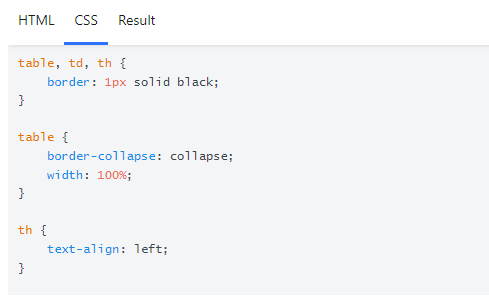 HTML CSS Result
table, td, th {
    border: 1px solid black;
}
table {
    border-collapse: collapse;
    width: 100%;
}
th {
    text-align: left;
}